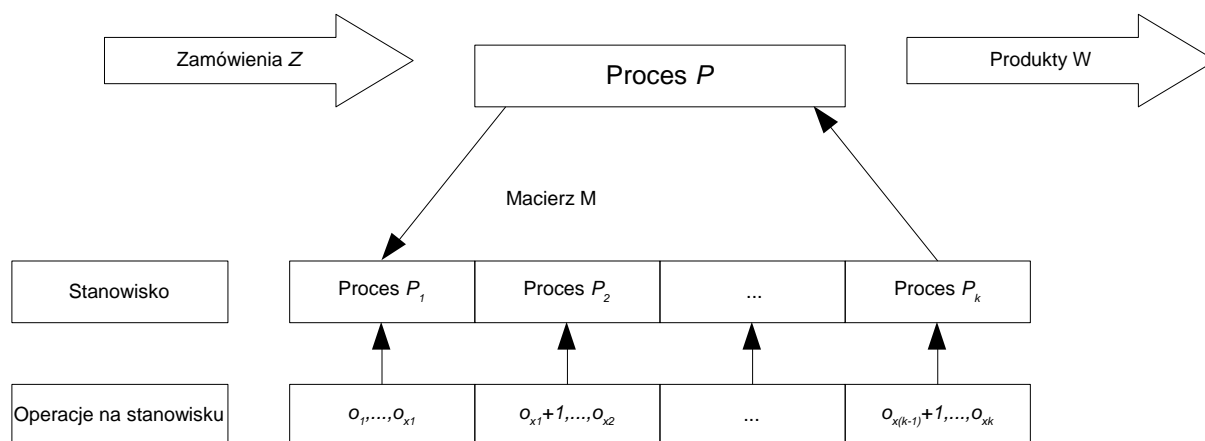 Zamówienia Z
Proces P
Produkty W
Macierz M
Stanowisko
Proces P₁
Proces P₂
...
Proces Pₖ
Operacje na stanowisku
o₁,...,oₓ₁
oₓ₁+1,...,oₓ₂
...
oₓ₍ₖ₋₁₎+1,...,oₓₖ